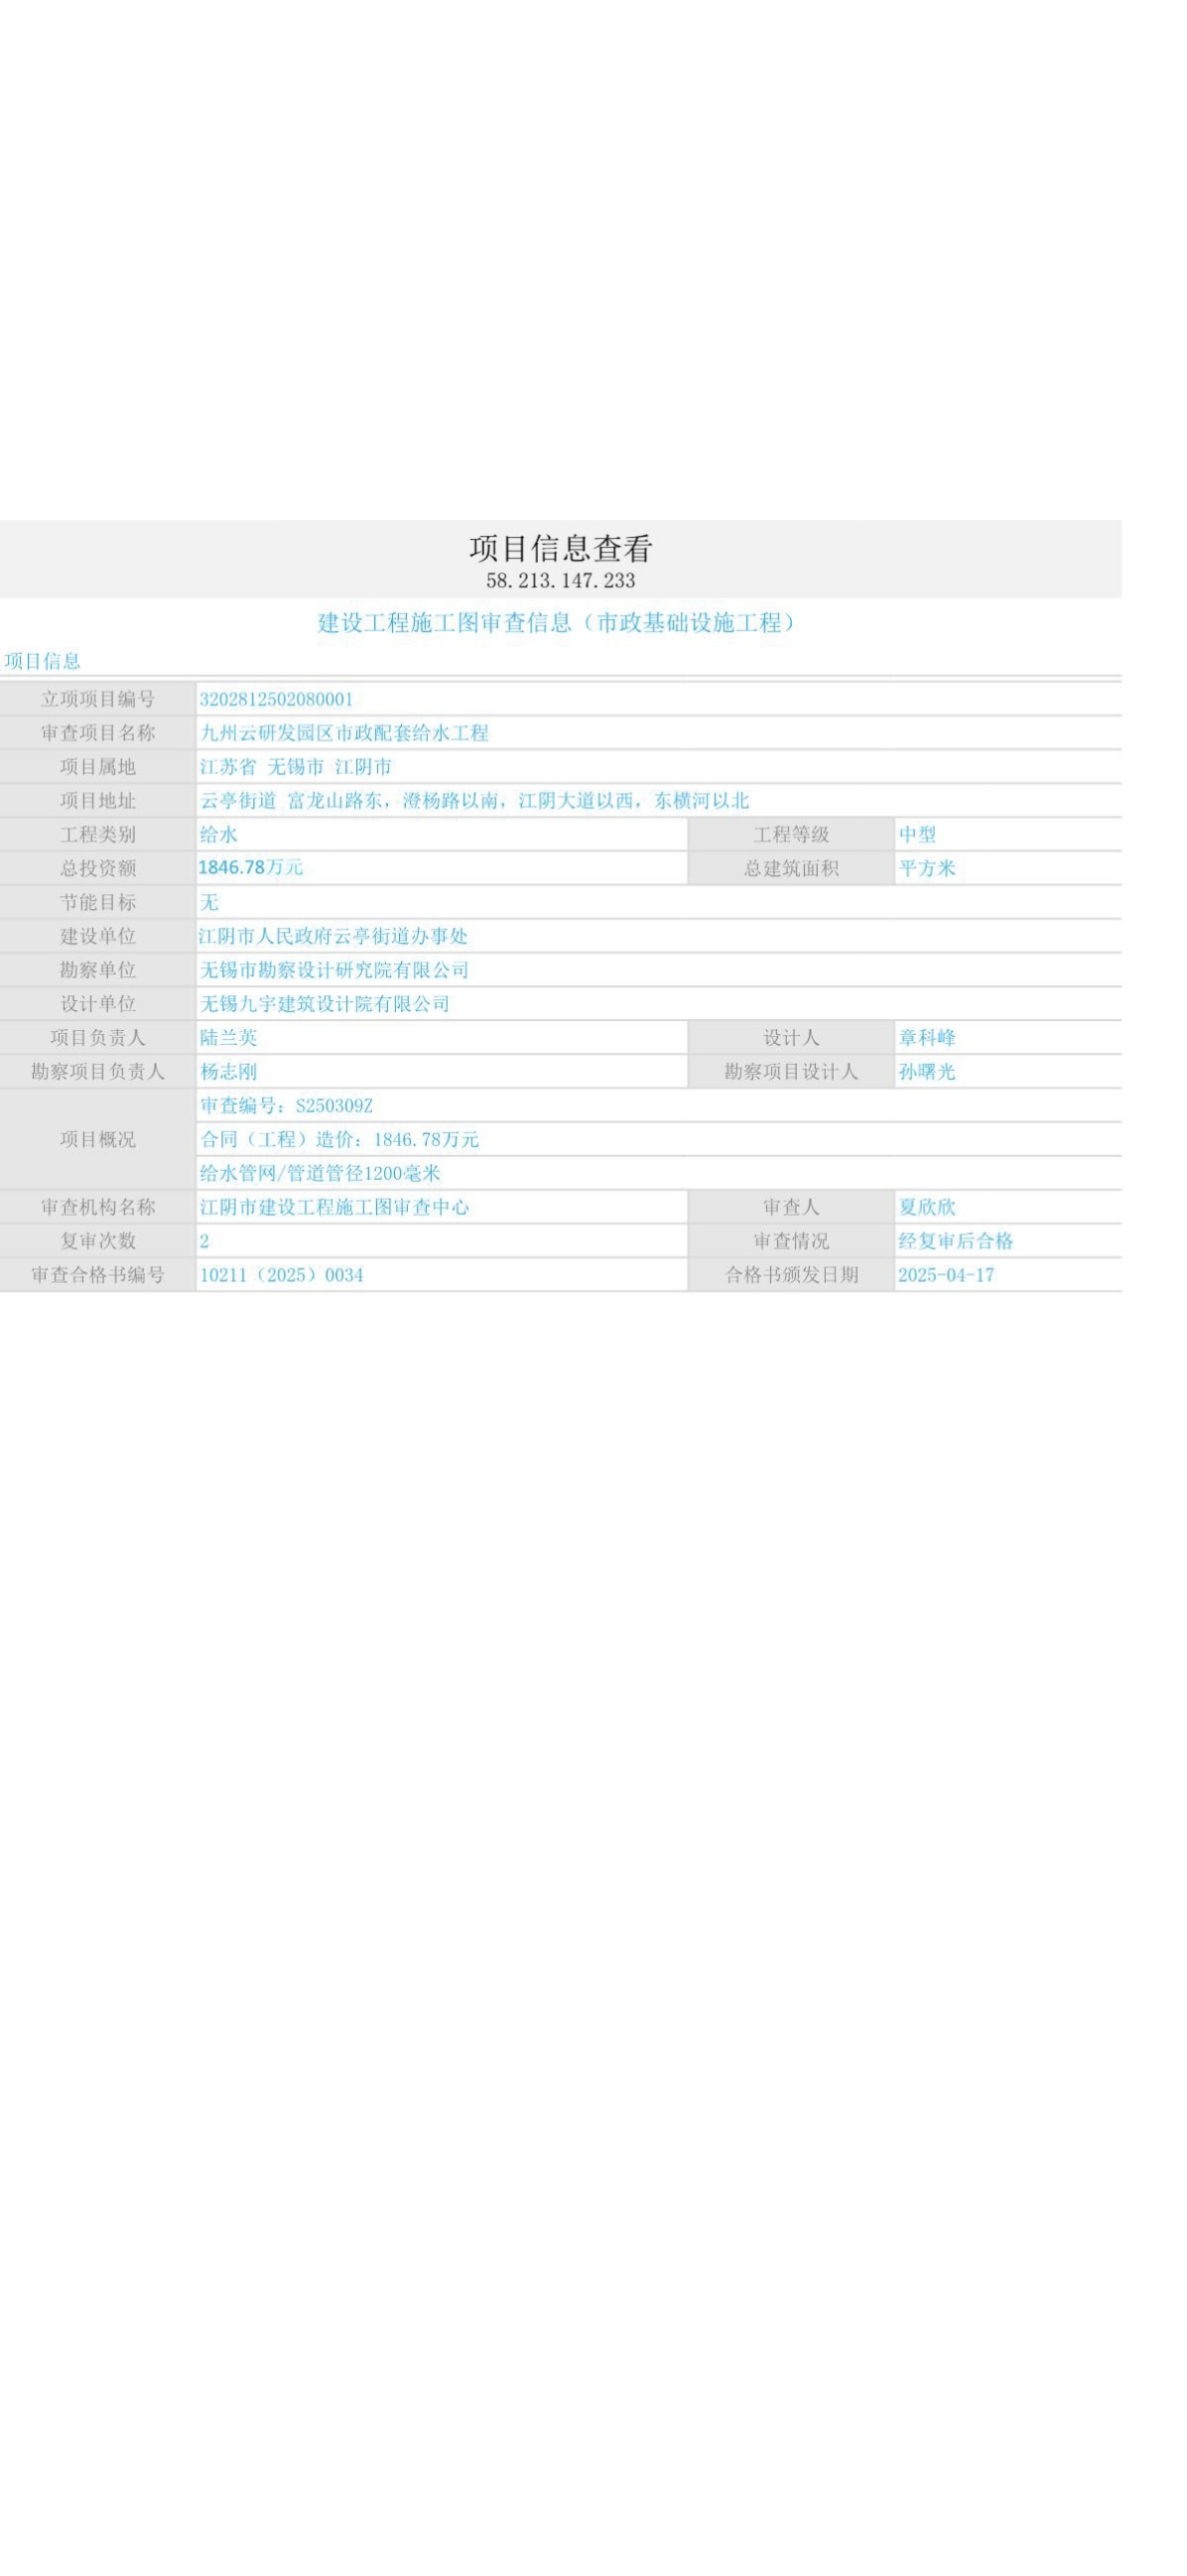 项目信息查看
58.213.147.233
建设工程施工图审查信息（市政基础设施工程）
项目信息
立项项目编号 3202812502080001
审查项目名称 九州云研发园区市政配套给水工程
项目属地 江苏省 无锡市 江阴市
项目地址 云亭街道 富龙山路东，澄杨路以南，江阴大道以西，东横河以北
工程类别 给水 工程等级 中型
总投资额 1846.78万元 总建筑面积 平方米
节能目标 无
建设单位 江阴市人民政府云亭街道办事处
勘察单位 无锡市勘察设计研究院有限公司
设计单位 无锡九宇建筑设计院有限公司
项目负责人 陆兰英 设计人 章科峰
勘察项目负责人 杨志刚 勘察项目设计人 孙曙光
审查编号：S250309Z
项目概况 合同（工程）造价：1846.78万元
给水管网/管道管径1200毫米
审查机构名称 江阴市建设工程施工图审查中心 审查人 夏欣欣
复审次数 2 审查情况 经复审后合格
审查合格书编号 10211（2025）0034 合格书颁发日期 2025-04-17